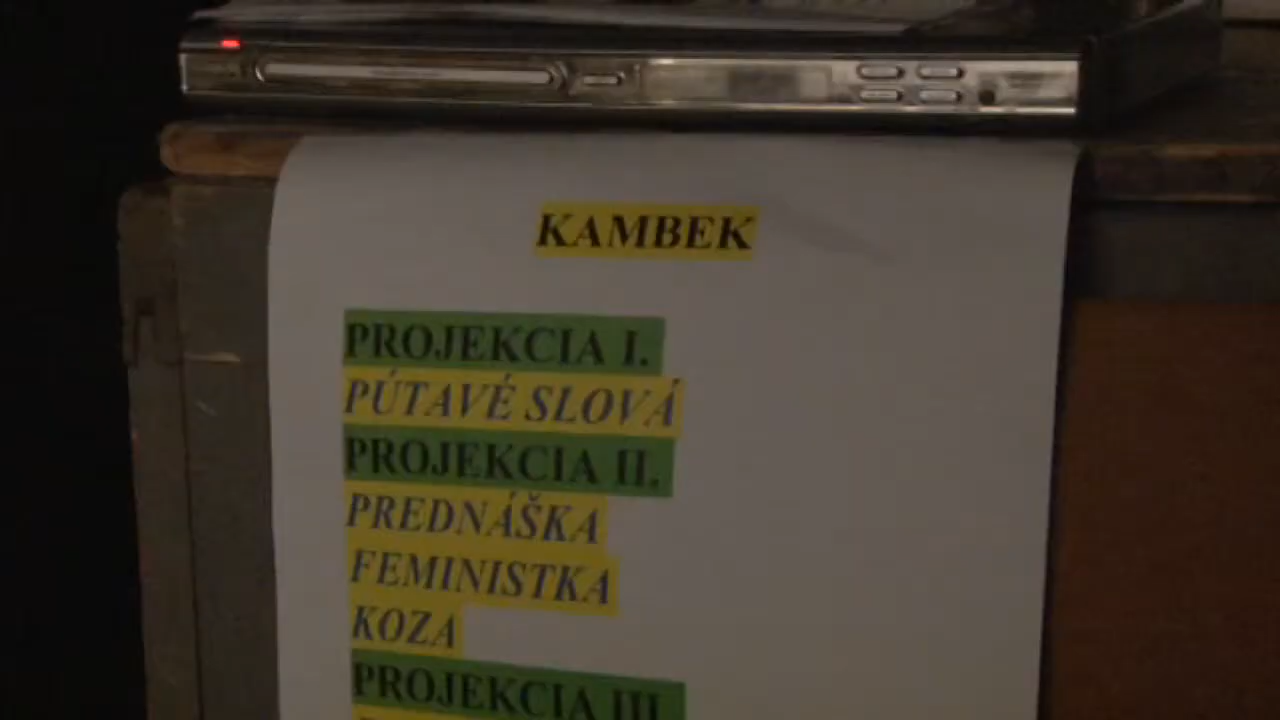 KAMBEK
PROJEKCIA I.
PÚTAVÉ SLOVÁ
PROJEKCIA II.
PREDNÁŠKA
FEMINISTKA
KOZA
PROJEKCIA III